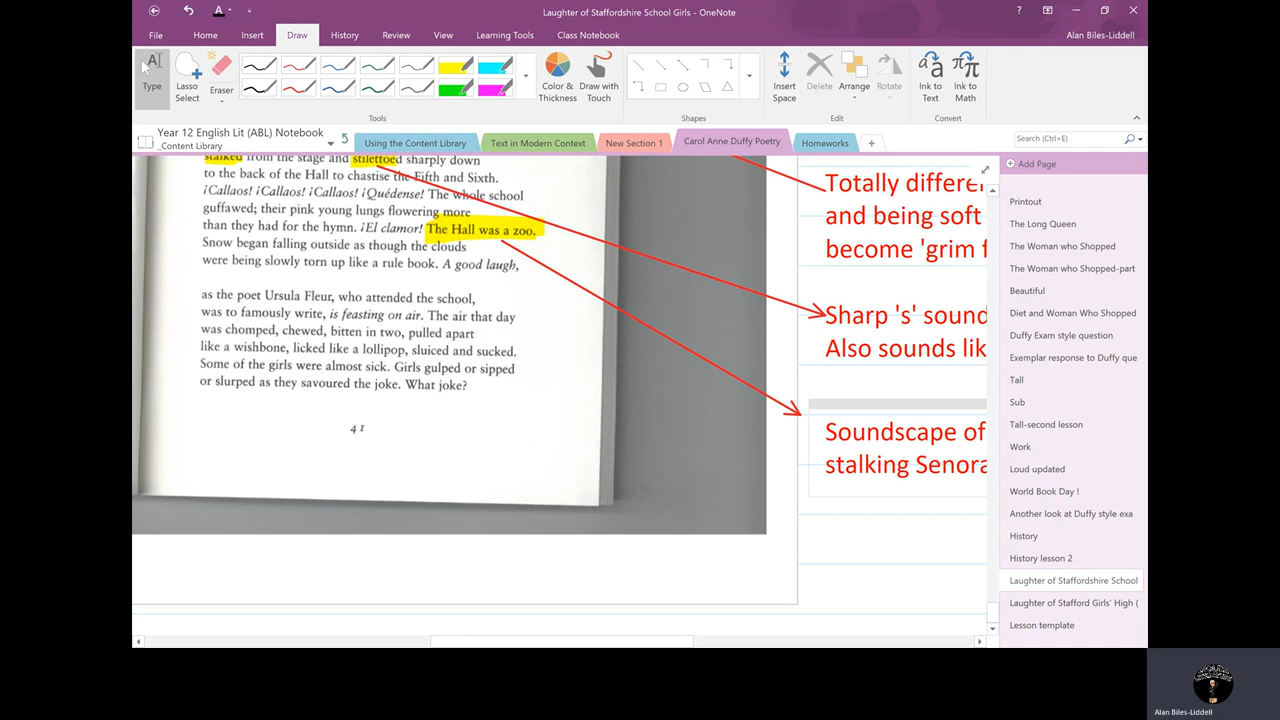 Laughter of Staffordshire School Girls - OneNote
File Home Insert Draw History Review View Learning Tools Class Notebook
Alan Biles-Liddell
Type
Lasso Select
Eraser
Color & Thickness
Draw with Touch
Insert Space
Delete
Arrange
Rotate
Ink to Text
Ink to Math
Tools
Shapes
Edit
Convert
Year 12 English Lit (ABL) Notebook
_Content Library
Using the Content Library
Text in Modern Context
New Section 1
Carol Anne Duffy Poetry
Homeworks
Search (Ctrl+E)
Add Page
stalked from the stage and stilettoed sharply down
to the back of the Hall to chastise the Fifth and Sixth.
¡Callaos! ¡Callaos! ¡Callaos! ¡Quédense! The whole school
guffawed; their pink young lungs flowering more
than they had for the hymn. ¡El clamor! The Hall was a zoo.
Snow began falling outside as though the clouds
were being slowly torn up like a rule book. A good laugh,
as the poet Ursula Fleur, who attended the school,
was to famously write, is feasting on air. The air that day
was chomped, chewed, bitten in two, pulled apart
like a wishbone, licked like a lollipop, sluiced and sucked.
Some of the girls were almost sick. Girls gulped or sipped
or slurped as they savoured the joke. What joke?
41
Totally differe
and being soft
become 'grim f
Sharp 's' sound
Also sounds lik
Soundscape of
stalking Senora
Printout
The Long Queen
The Woman who Shopped
The Woman who Shopped-part
Beautiful
Diet and Woman Who Shopped
Duffy Exam style question
Exemplar response to Duffy que
Tall
Sub
Tall-second lesson
Work
Loud updated
World Book Day !
Another look at Duffy style exa
History
History lesson 2
Laughter of Staffordshire School
Laughter of Stafford Girls' High (
Lesson template
Alan Biles-Liddell